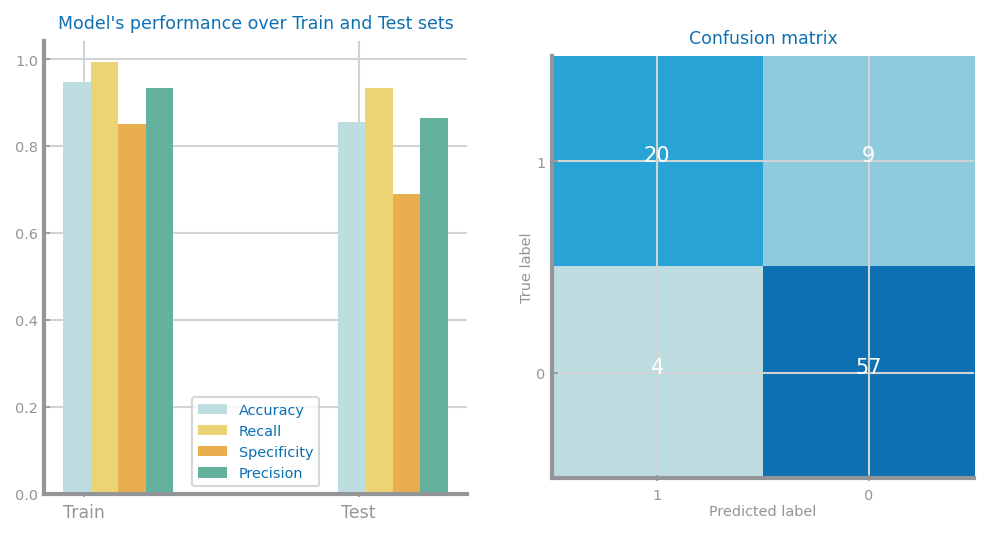 Model's performance over Train and Test sets
1.0
0.8
0.6
0.4
0.2
0.0
Accuracy
Recall
Specificity
Precision
Train
Test
Confusion matrix
True label
1
20
9
0
4
57
1
0
Predicted label